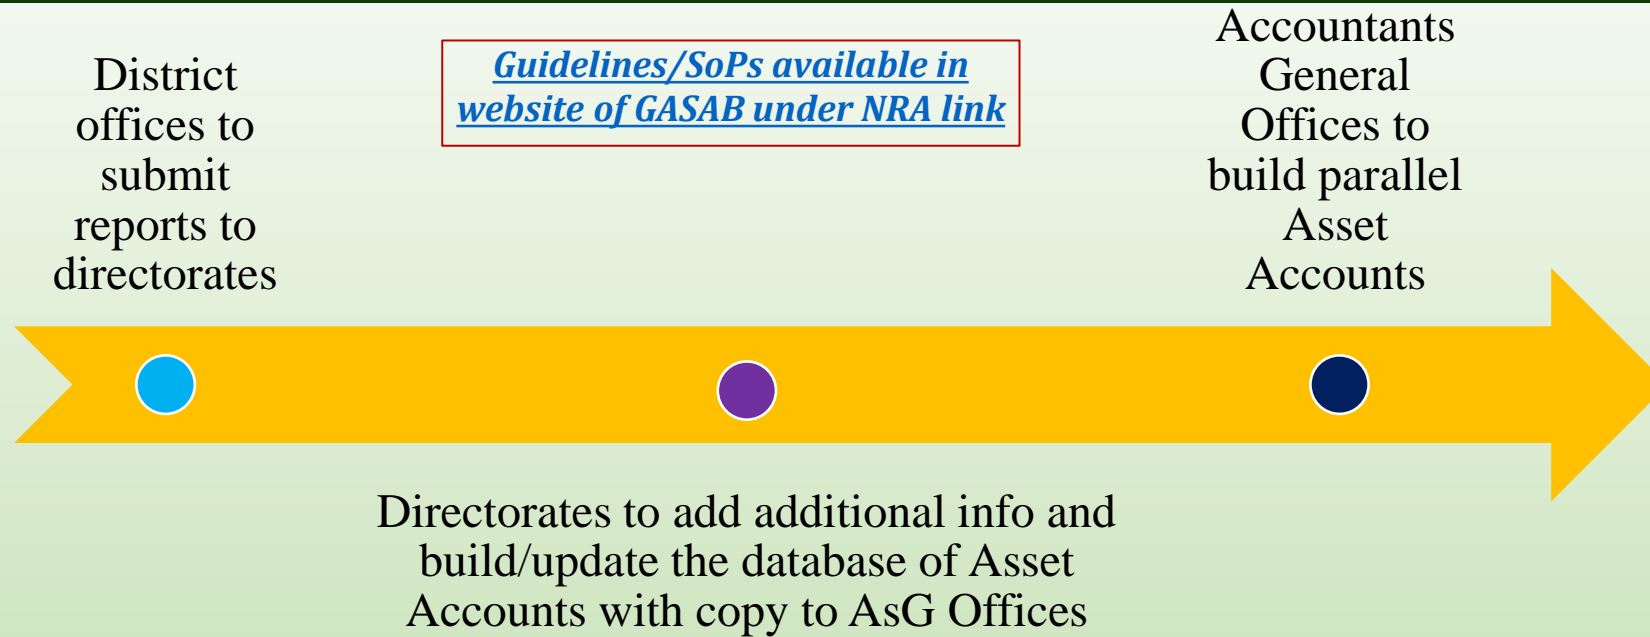 District
offices to
submit
reports to
directorates
Guidelines/SoPs available in
website of GASAB under NRA link
Accountants
General
Offices to
build parallel
Asset
Accounts
Directorates to add additional info and
build/update the database of Asset
Accounts with copy to AsG Offices